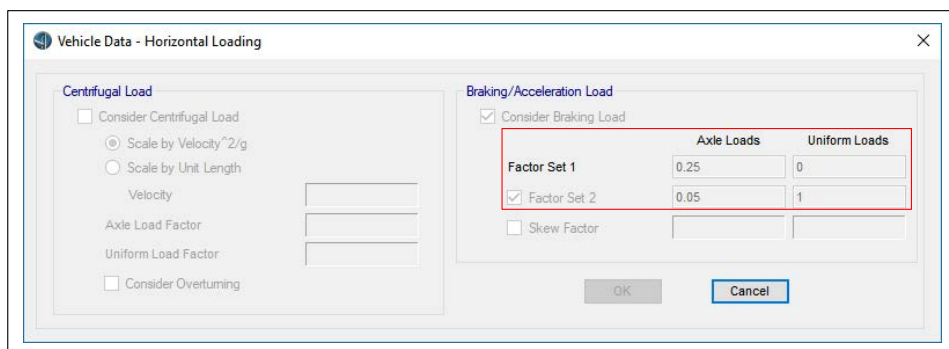 Vehicle Data - Horizontal Loading
Centrifugal Load
Consider Centrifugal Load
Scale by Velocity^2/g
Scale by Unit Length
Velocity
Axle Load Factor
Uniform Load Factor
Consider Overturning
Braking/Acceleration Load
Consider Braking Load
Axle Loads Uniform Loads
Factor Set 1 0.25 0
Factor Set 2 0.05 1
Skew Factor
OK Cancel